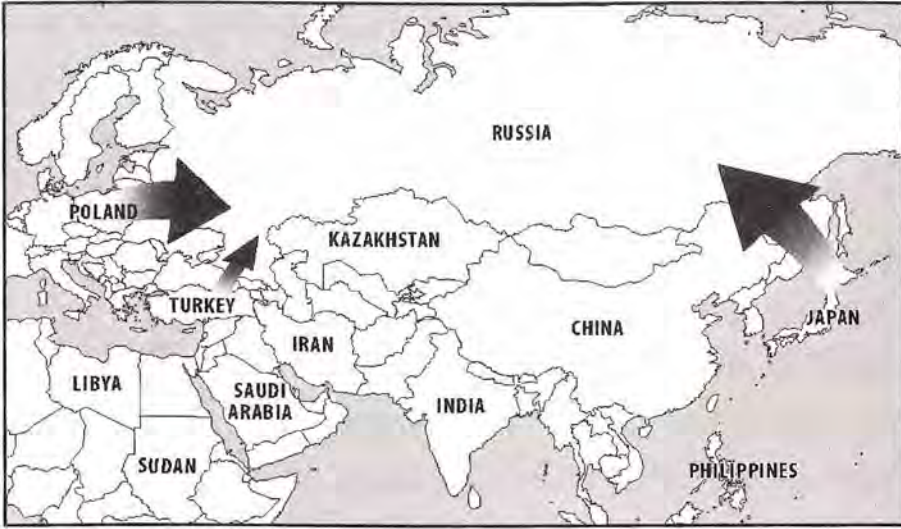 RUSSIA
POLAND
KAZAKHSTAN
TURKEY
JAPAN
CHINA
IRAN
LIBYA
SAUDI
ARABIA
INDIA
SUDAN
PHILIPPINES